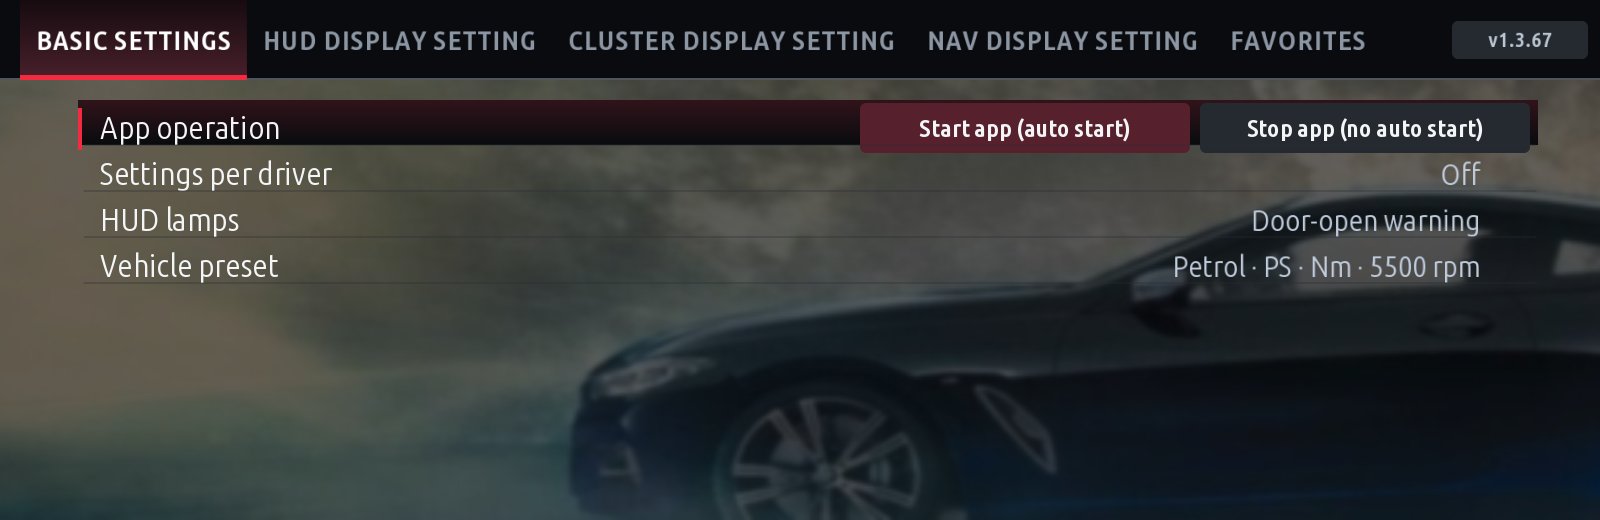 BASIC SETTINGS HUD DISPLAY SETTING CLUSTER DISPLAY SETTING NAV DISPLAY SETTING FAVORITES v1.3.67
App operation Start app (auto start) Stop app (no auto start)
Settings per driver Off
HUD lamps Door-open warning
Vehicle preset Petrol · PS · Nm · 5500 rpm